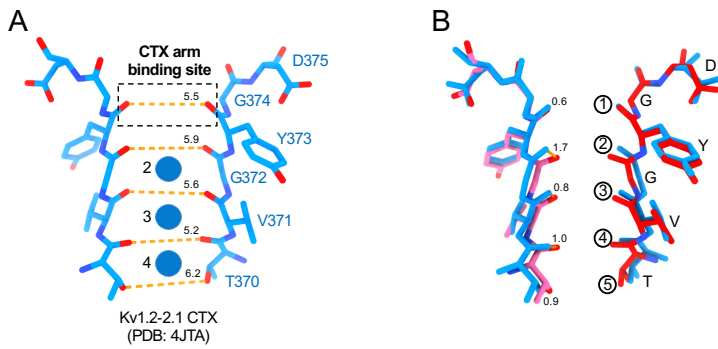 A
CTX arm
binding site
D375
5.5
G374
5.9
Y373
2
G372
5.6
3
V371
5.2
4
6.2
T370
Kv1.2-2.1 CTX
(PDB: 4JTA)
B
D
0.6
1
G
1.7
2
Y
0.8
3
G
V
1.0
4
5
T
0.9